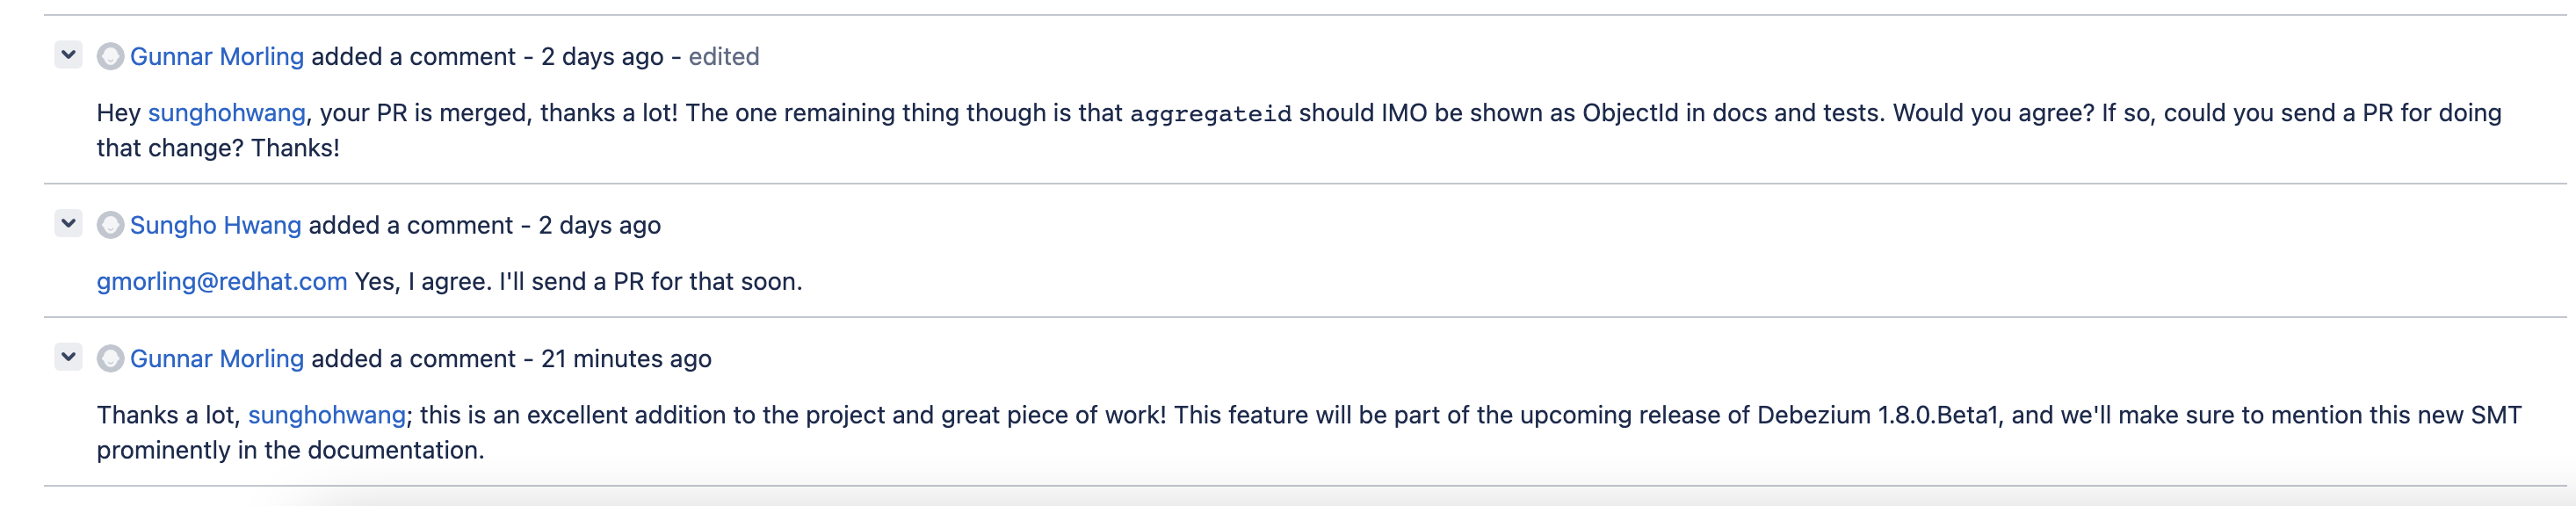 Gunnar Morling added a comment - 2 days ago - edited
Hey sunghohwang, your PR is merged, thanks a lot! The one remaining thing though is that aggregateid should IMO be shown as ObjectId in docs and tests. Would you agree? If so, could you send a PR for doing
that change? Thanks!
Sungho Hwang added a comment - 2 days ago
gmorling@redhat.com Yes, I agree. I'll send a PR for that soon.
Gunnar Morling added a comment - 21 minutes ago
Thanks a lot, sunghohwang; this is an excellent addition to the project and great piece of work! This feature will be part of the upcoming release of Debezium 1.8.0.Beta1, and we'll make sure to mention this new SMT
prominently in the documentation.